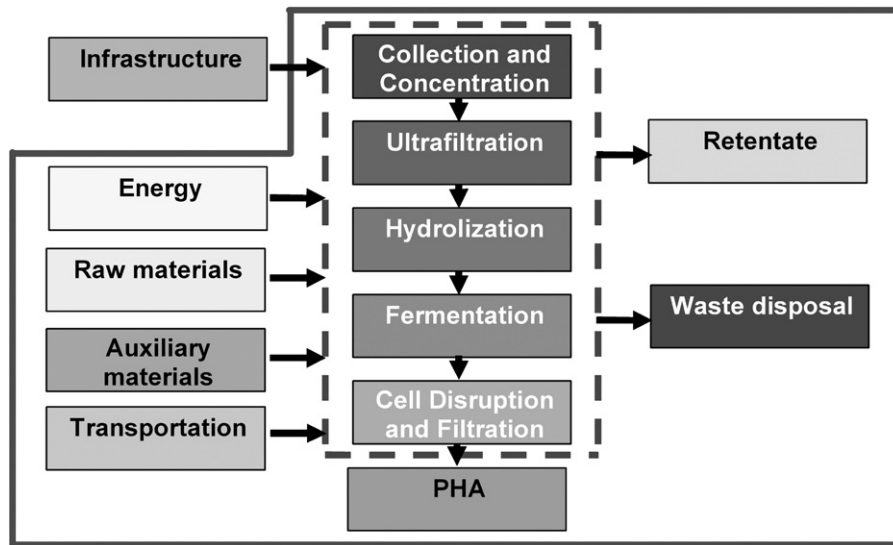 Infrastructure
Collection and
Concentration
Ultrafiltration
Retentate
Energy
Hydrolization
Raw materials
Fermentation
Waste disposal
Auxiliary
materials
Cell Disruption
and Filtration
Transportation
PHA